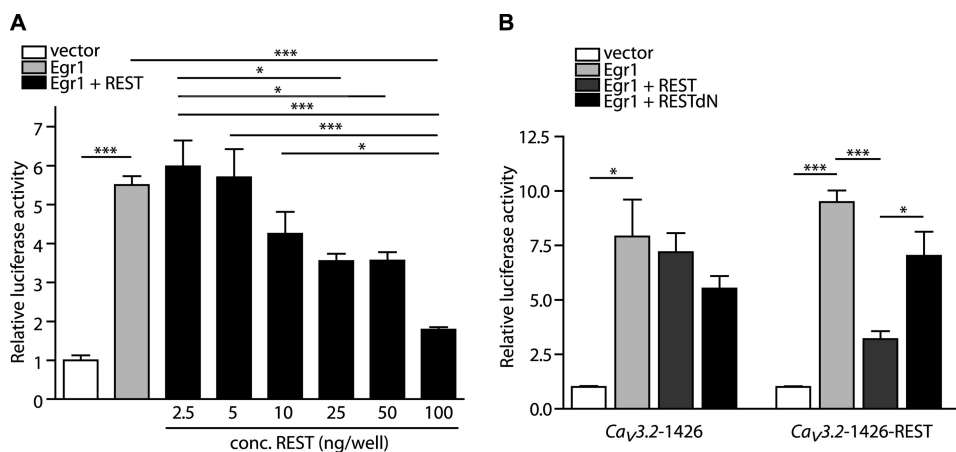 A
vector
Egr1
Egr1 + REST
***
*
*
***
***
*
***
Relative luciferase activity
7
6
5
4
3
2
1
0
2.5 5 10 25 50 100
conc. REST (ng/well)
B
vector
Egr1
Egr1 + REST
Egr1 + RESTdN
*
***
***
*
Relative luciferase activity
12.5
10.0
7.5
5.0
2.5
0.0
CaV3.2-1426 CaV3.2-1426-REST